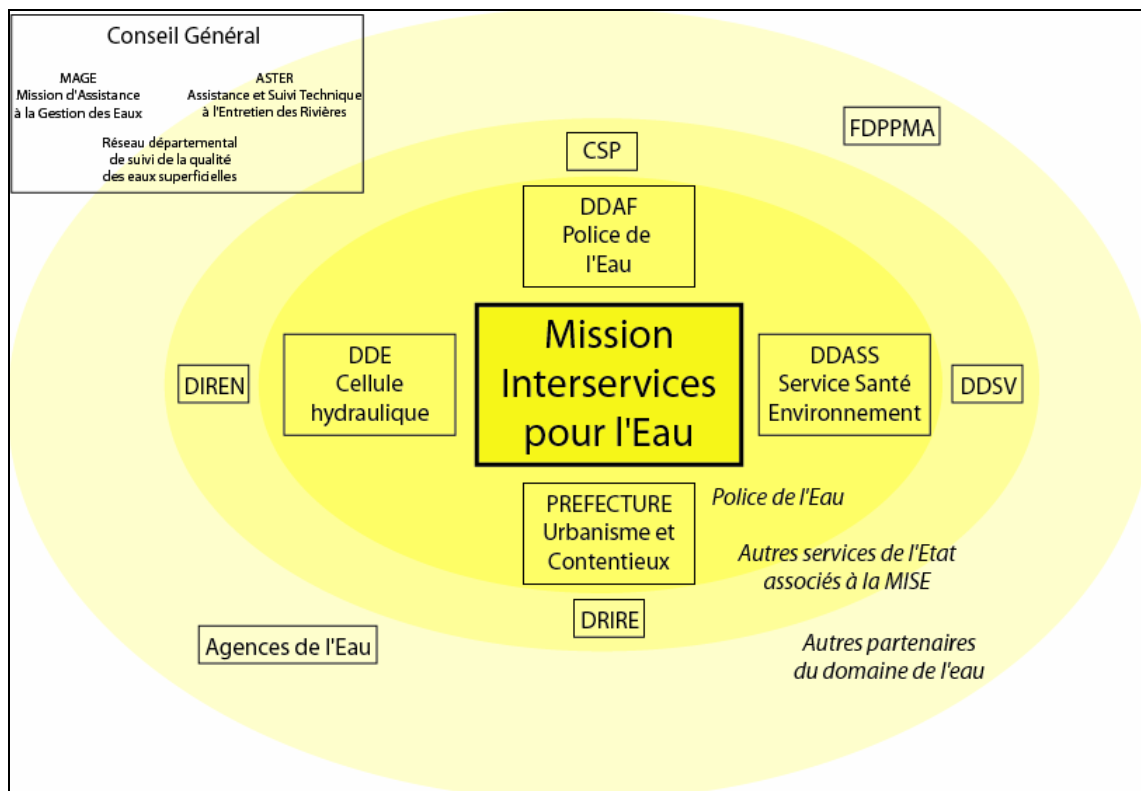 Conseil Général
MAGE
Mission d'Assistance
à la Gestion des Eaux
ASTER
Assistance et Suivi Technique
à l'Entretien des Rivières
Réseau départemental
de suivi de la qualité
des eaux superficielles
FDPPMA
CSP
DDAF
Police de
l'Eau
DIREN
DDE
Cellule
hydraulique
Mission
Interservices
pour l'Eau
DDASS
Service Santé
Environnement
DDSV
PREFECTURE
Urbanisme et
Contentieux
Police de l'Eau
Autres services de l'Etat
associés à la MISE
DRIRE
Agences de l'Eau
Autres partenaires
du domaine de l'eau